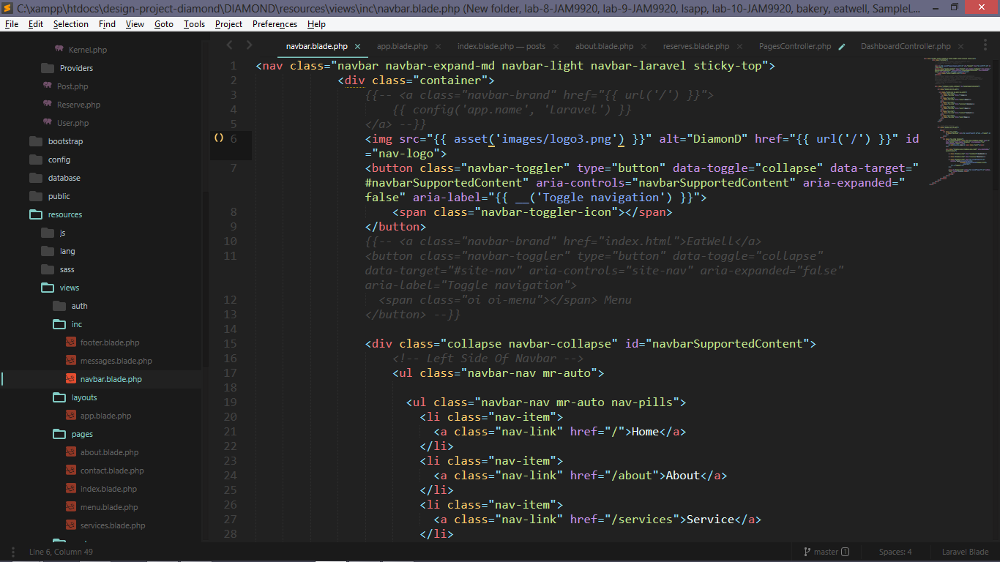 C:\xampp\htdocs\design-project-diamond\DIAMOND\resources\views\inc\navbar.blade.php (New folder, lab-8-JAM9920, lab-9-JAM9920, lsapp, lab-10-JAM9920, bakery, eatwell, SampleL...
File Edit Selection Find View Goto Tools Project Preferences Help
Kernel.php
Providers
Post.php
Reserve.php
User.php
bootstrap
config
database
public
resources
js
lang
sass
views
auth
inc
footer.blade.php
messages.blade.php
navbar.blade.php
layouts
app.blade.php
pages
about.blade.php
contact.blade.php
index.blade.php
menu.blade.php
services.blade.php
navbar.blade.php app.blade.php index.blade.php — posts about.blade.php reserves.blade.php PagesController.php DashboardController.php
1 <nav class="navbar navbar-expand-md navbar-light navbar-laravel sticky-top">
2 <div class="container">
3 {{-- <a class="navbar-brand" href="{{ url('/') }}">
4 {{ config('app.name', 'Laravel') }}
5 </a> --}}
6 <img src="{{ asset('images/logo3.png') }}" alt="DiamonD" href="{{ url('/') }}" id
="nav-logo">
7 <button class="navbar-toggler" type="button" data-toggle="collapse" data-target="
#navbarSupportedContent" aria-controls="navbarSupportedContent" aria-expanded="
false" aria-label="{{ __('Toggle navigation') }}">
8 <span class="navbar-toggler-icon"></span>
9 </button>
10 {{-- <a class="navbar-brand" href="index.html">EatWell</a>
11 <button class="navbar-toggler" type="button" data-toggle="collapse"
data-target="#site-nav" aria-controls="site-nav" aria-expanded="false"
aria-label="Toggle navigation">
12 <span class="oi oi-menu"></span> Menu
13 </button> --}}
14
15 <div class="collapse navbar-collapse" id="navbarSupportedContent">
16 <!-- Left Side Of Navbar -->
17 <ul class="navbar-nav mr-auto">
18
19 <ul class="navbar-nav mr-auto nav-pills">
20 <li class="nav-item">
21 <a class="nav-link" href="/">Home</a>
22 </li>
23 <li class="nav-item">
24 <a class="nav-link" href="/about">About</a>
25 </li>
26 <li class="nav-item">
27 <a class="nav-link" href="/services">Service</a>
28 </li>
Line 6, Column 49 master 1 Spaces: 4 Laravel Blade